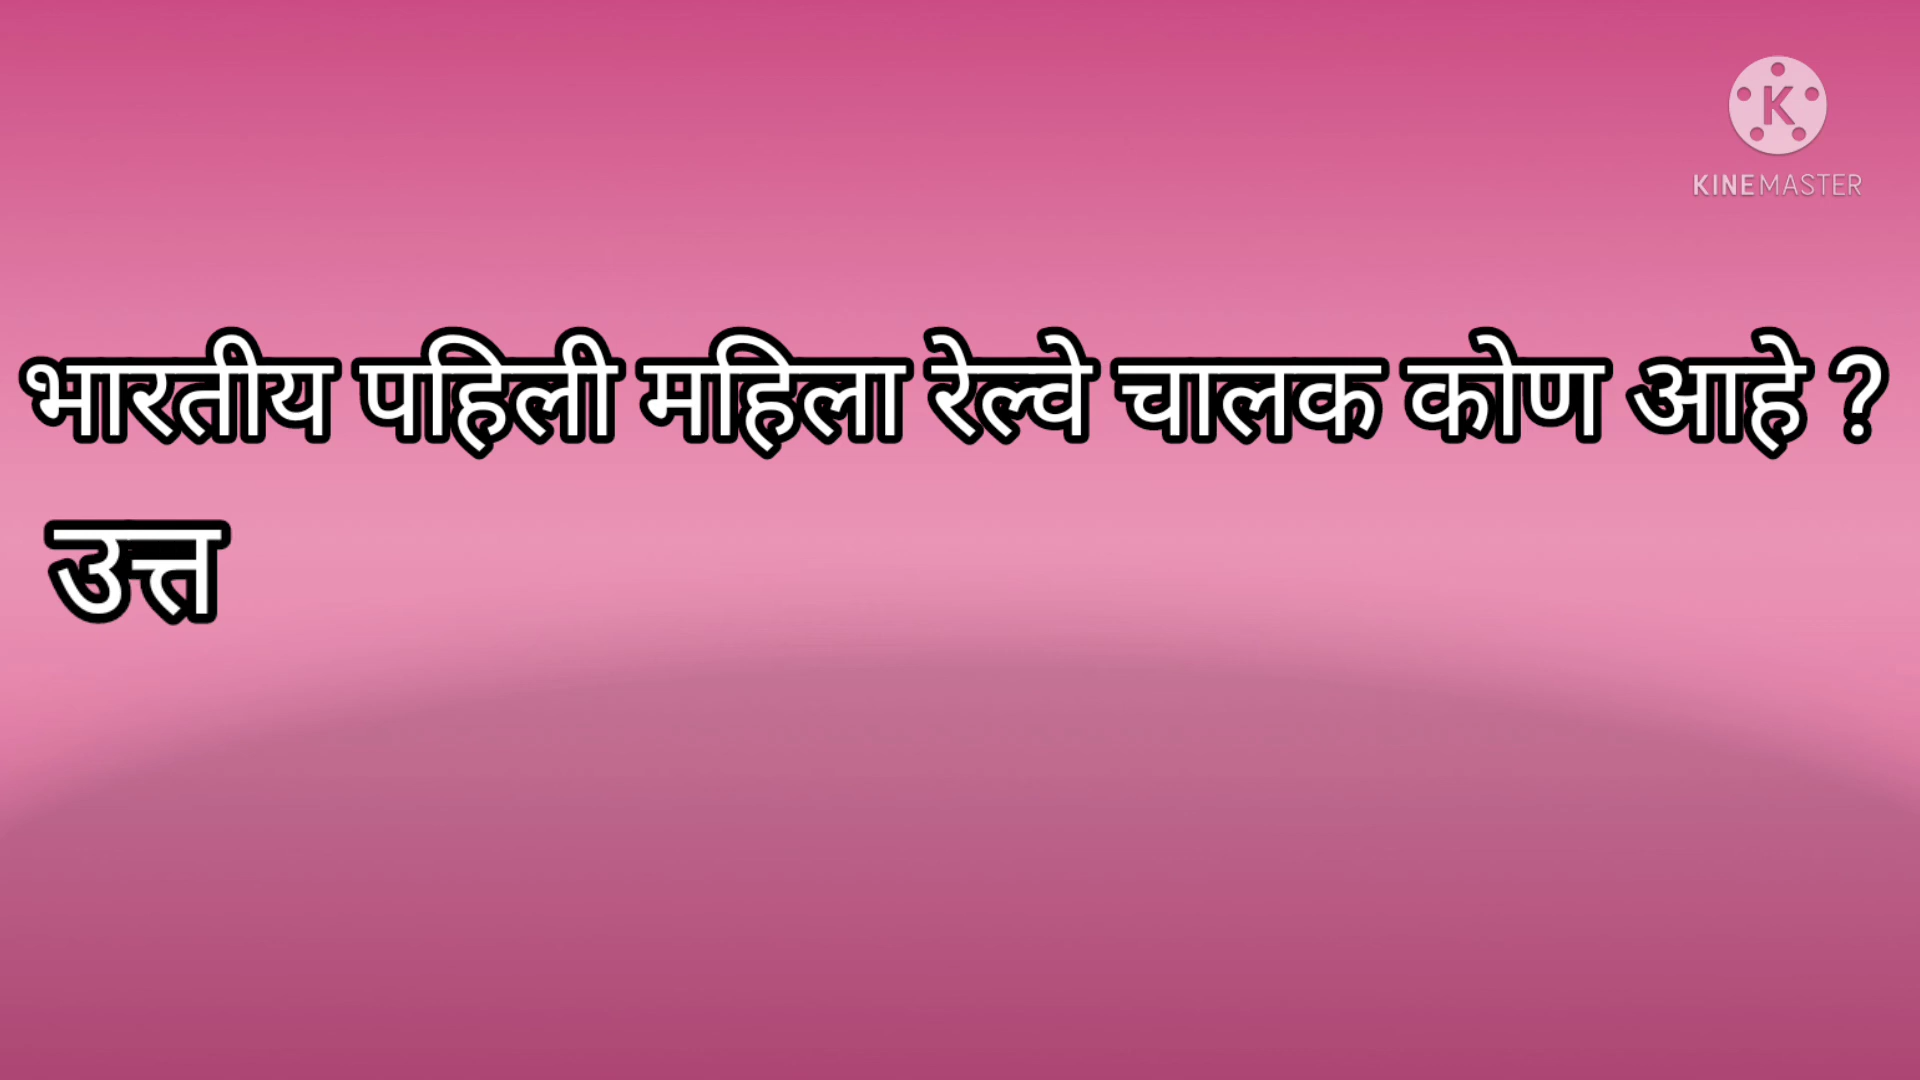 K
KINEMASTER
भारतीय पहिली महिला रेल्वे चालक कोण आहे ?
उत्त